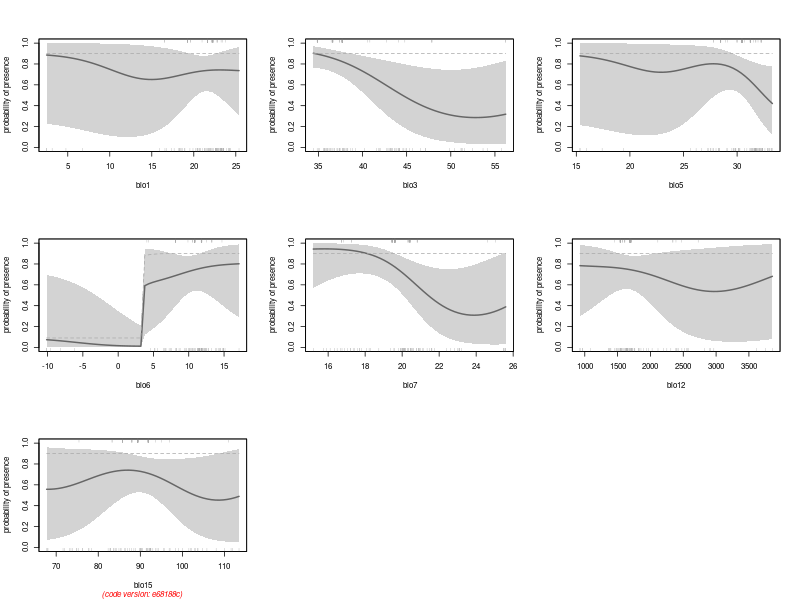 probability of presence
0.0 0.2 0.4 0.6 0.8 1.0
5 10 15 20 25
bio1
probability of presence
0.0 0.2 0.4 0.6 0.8 1.0
35 40 45 50 55
bio3
probability of presence
0.0 0.2 0.4 0.6 0.8 1.0
15 20 25 30
bio5
probability of presence
0.0 0.2 0.4 0.6 0.8 1.0
-10 -5 0 5 10 15
bio6
probability of presence
0.0 0.2 0.4 0.6 0.8 1.0
16 18 20 22 24 26
bio7
probability of presence
0.0 0.2 0.4 0.6 0.8 1.0
1000 1500 2000 2500 3000 3500
bio12
probability of presence
0.0 0.2 0.4 0.6 0.8 1.0
70 80 90 100 110
bio15
(code version: e68188c)